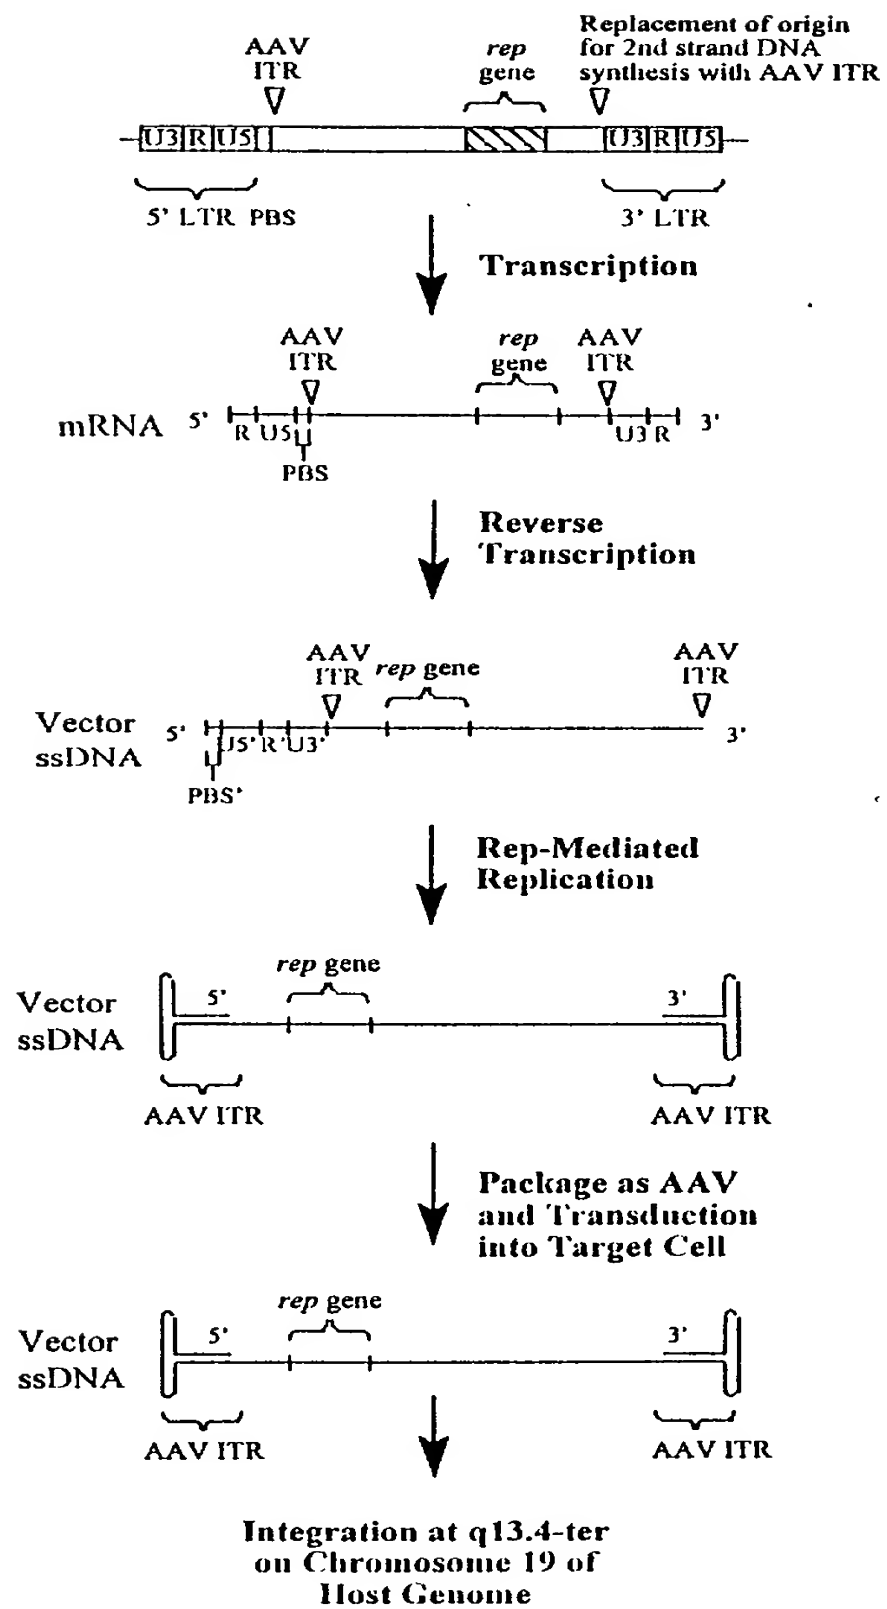 AAV
ITR
rep
gene
Replacement of origin
for 2nd strand DNA
synthesis with AAV ITR
U3 R U5
U3 R U5
5' LTR PBS
3' LTR
Transcription
AAV
ITR
rep
gene
AAV
ITR
mRNA
5'
3'
R U5
U3 R
PBS
Reverse
Transcription
AAV
ITR
rep gene
AAV
ITR
Vector
ssDNA
5'
3'
U5' R' U3'
PBS'
Rep-Mediated
Replication
rep gene
Vector
ssDNA
5'
3'
AAV ITR
AAV ITR
Package as AAV
and Transduction
into Target Cell
rep gene
Vector
ssDNA
5'
3'
AAV ITR
AAV ITR
Integration at q13.4-ter
on Chromosome 19 of
Host Genome